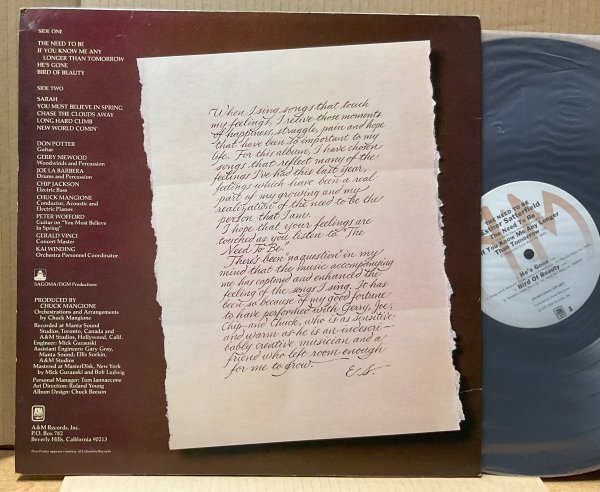 SIDE ONE
THE NEED TO BE
IF YOU KNOW ME ANY
LONGER THAN TOMORROW
HE'S GONE
BIRD OF BEAUTY
SIDE TWO
SARAH
YOU MUST BELIEVE IN SPRING
CHASE THE CLOUDS AWAY
LONG HARD CLIMB
NEW WORLD COMIN'
DON POTTER
Guitar
GERRY NIEWOOD
Woodwinds and Percussion
JOE LA BARBERA
Drums and Percussion
CHIP JACKSON
Electric Bass
CHUCK MANGIONE
Conductor, Acoustic and
Electric Pianos
PETER WOFFORD
Guitar on "You Must Believe
In Spring"
GERALD VINCI
Concert Master
KAI WINDING
Orchestra Personnel Coordinator
SAGOMA/DGM Productions
PRODUCED BY
CHUCK MANGIONE
Orchestrations and Arrangements
by Chuck Mangione
Recorded at Manta Sound
Studios, Toronto, Canada and
A&M Studios, Hollywood, Calif.
Engineer: Mick Guzauski
Assistant Engineers: Gary Gray,
Manta Sound; Ellis Sorkin,
A&M Studios
Mastered at MasterDisk, New York
by Mick Guzauski and Bob Ludwig
Personal Manager: Tom Iannaccone
Art Direction: Roland Young
Album Design: Chuck Beeson
A&M
A&M Records, Inc.
P.O. Box 782
Beverly Hills, California 90213
Don Potter appears courtesy of Columbia Records
When I sing songs that touch
my feelings, I relive those moments
of happiness, struggle, pain and hope
that have been so important to my
life. For this album, I have chosen
songs that reflect many of the
feelings I've had this last year,
feelings which have been a real
part of my growing and my
realization of the need to be the
person that I am.
I hope that your feelings are
touched as you listen to "The
Need To Be."
There's been "no question" in my
mind that the music accompanying
me has captured and enhanced the
feeling of the songs I sing. It has
been so because of my good fortune
to have performed with Gerry, Joe,
Chip and Chuck, who is as sensitive
and warm as he is an indescri-
bably creative musician and a
friend who left room enough
for me to grow.
E.S.
THE NEED TO BE
Esther Satterfield
The Need To Be
If You Know Me Any Longer
Than Tomorrow
He's Gone
Bird Of Beauty
1